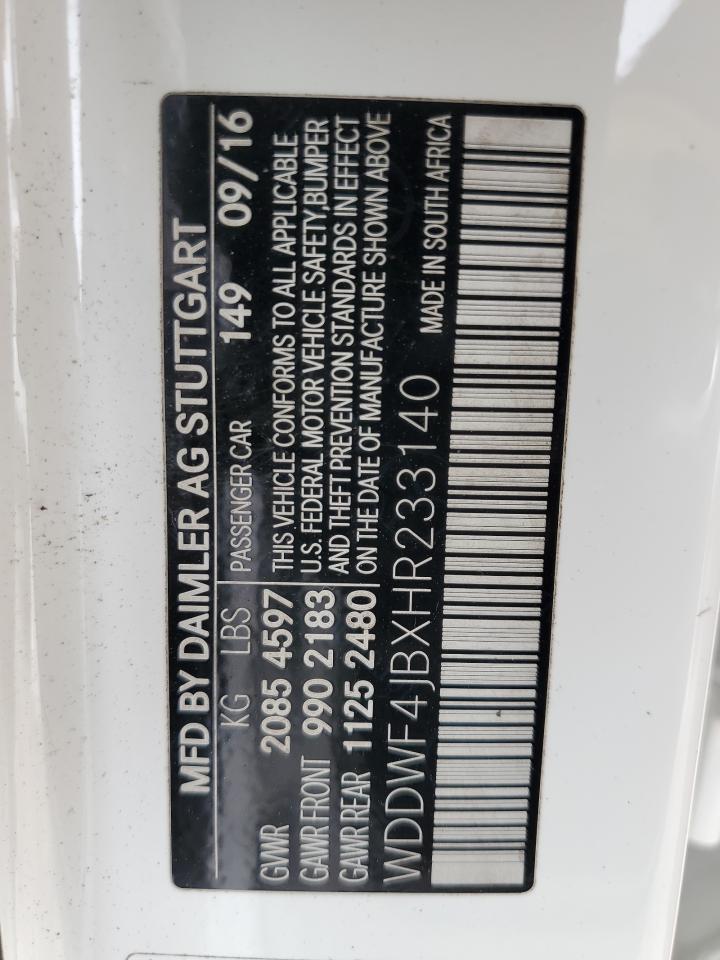 MFD BY DAIMLER AG STUTTGART
KG LBS PASSENGER CAR 149 09/16
GVWR 2085 4597 THIS VEHICLE CONFORMS TO ALL APPLICABLE
GAWR FRONT 990 2183 U.S. FEDERAL MOTOR VEHICLE SAFETY,BUMPER
GAWR REAR 1125 2480 AND THEFT PREVENTION STANDARDS IN EFFECT
ON THE DATE OF MANUFACTURE SHOWN ABOVE
WDDWF4JBXHR233140 MADE IN SOUTH AFRICA